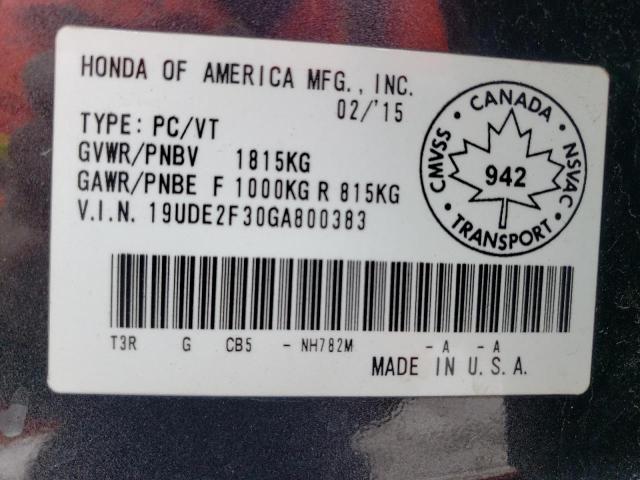 HONDA OF AMERICA MFG., INC.
02/'15
TYPE: PC/VT
GVWR/PNBV 1815KG
GAWR/PNBE F 1000KG R 815KG
V.I.N. 19UDE2F30GA800383
CANADA
CMVSS · NSVAC
942
TRANSPORT
T3R G CB5 - NH782M - A - A
MADE IN U.S.A.